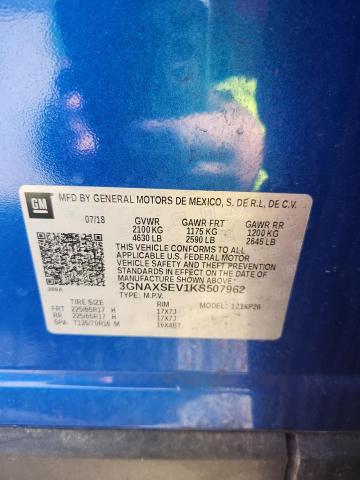 GM MFD BY GENERAL MOTORS DE MEXICO, S. DE R.L. DE C.V.
07/18 GVWR GAWR FRT GAWR RR
2100 KG 1175 KG 1200 KG
4630 LB 2590 LB 2645 LB
THIS VEHICLE CONFORMS TO ALL
APPLICABLE U.S. FEDERAL MOTOR
VEHICLE SAFETY AND THEFT PREVENTION
STANDARDS IN EFFECT ON THE DATE OF
MANUFACTURE SHOWN ABOVE.
3GNAXSEV1KS507962
TYPE: M.P.V.
TIRE SIZE RIM MODEL:
FRT 225/65R17 H 17X7J
RR 225/65R17 H 17X7J
SPA T135/70R16 M 16X4BT